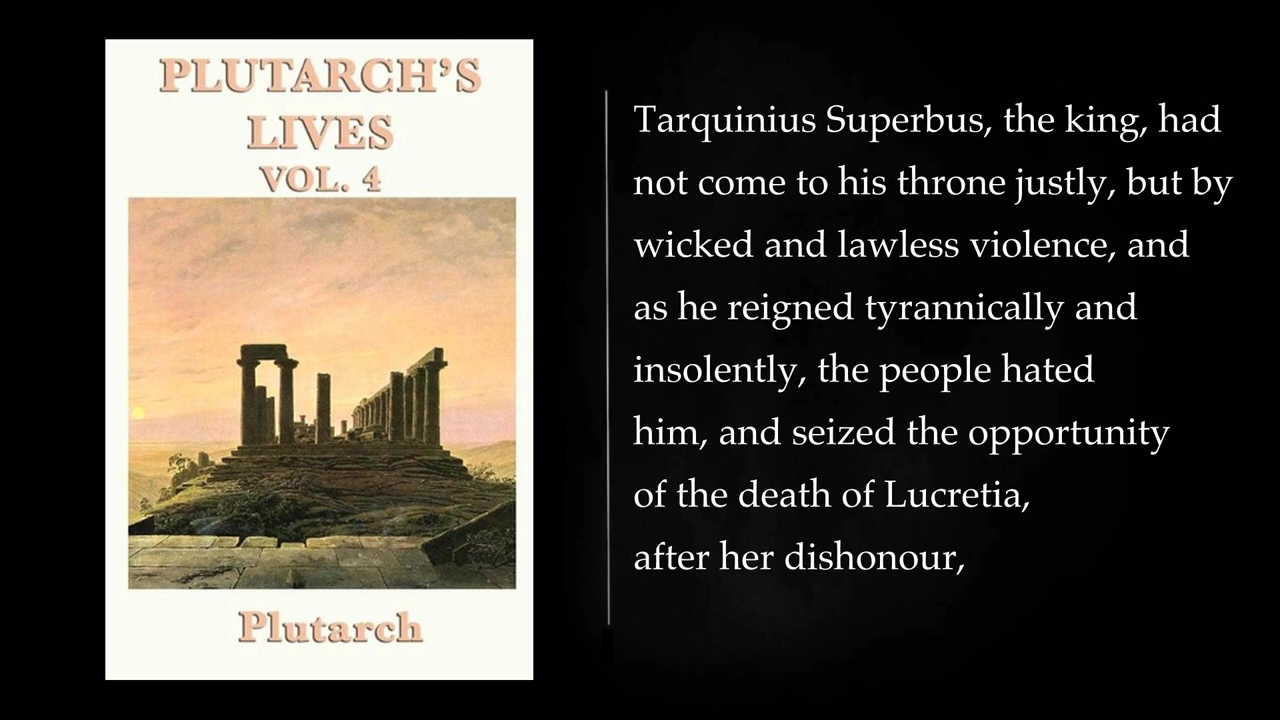 PLUTARCH'S
LIVES
VOL. 4
Plutarch
Tarquinius Superbus, the king, had
not come to his throne justly, but by
wicked and lawless violence, and
as he reigned tyrannically and
insolently, the people hated
him, and seized the opportunity
of the death of Lucretia,
after her dishonour,